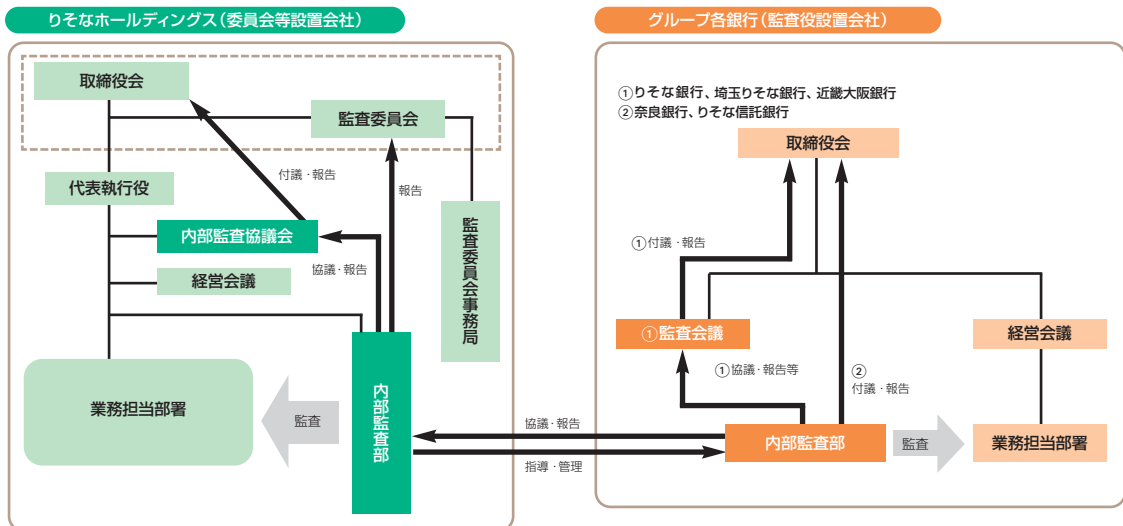 りそなホールディングス(委員会等設置会社)
取締役会
監査委員会
付議・報告
報告
代表執行役
内部監査協議会
協議・報告
経営会議
監査委員会事務局
業務担当部署
監査
内部監査部
協議・報告
指導・管理
グループ各銀行(監査役設置会社)
①りそな銀行、埼玉りそな銀行、近畿大阪銀行
②奈良銀行、りそな信託銀行
取締役会
①付議・報告
①監査会議
経営会議
①協議・報告等
②
付議・報告
内部監査部
監査
業務担当部署